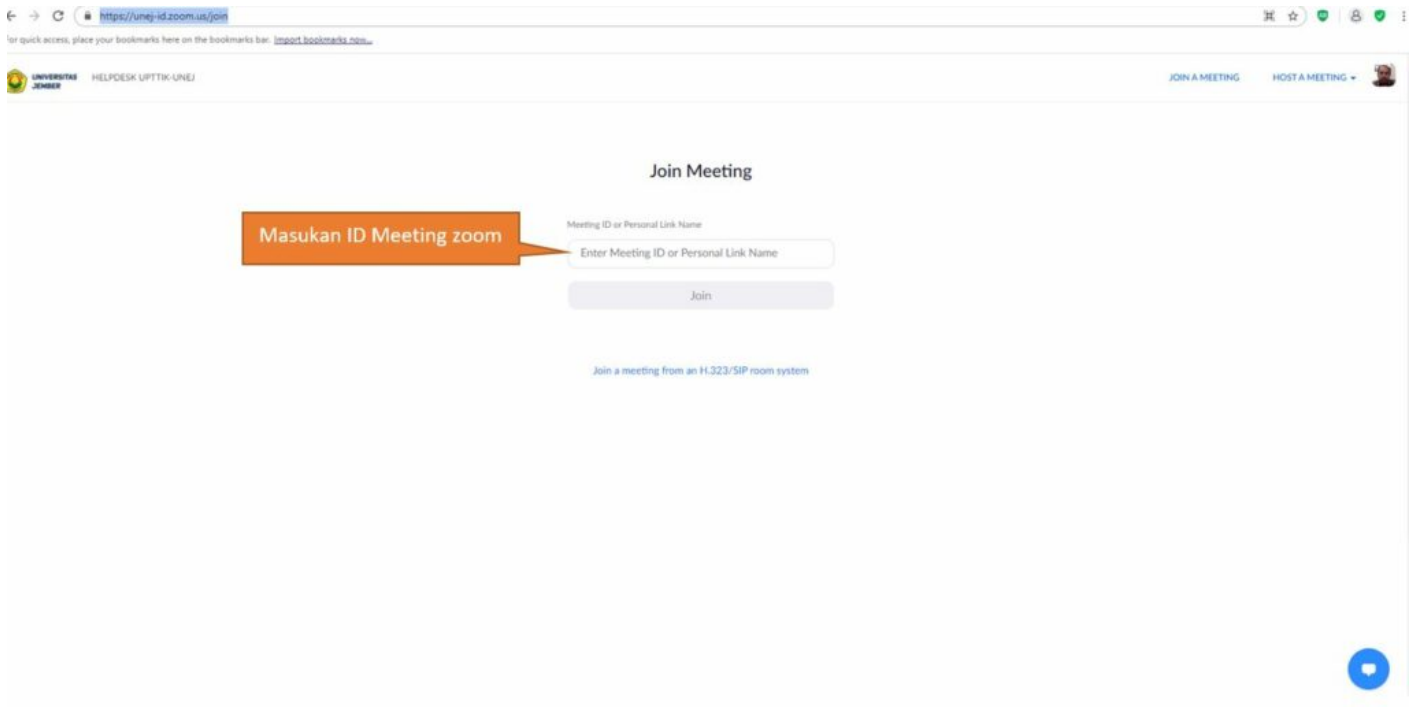 https://unej-id.zoom.us/join
for quick access, place your bookmarks here on the bookmarks bar. Import bookmarks now...
UNIVERSITAS
JEMBER
HELPDESK UPTTIK-UNEJ
JOIN A MEETING
HOST A MEETING
Join Meeting
Masukan ID Meeting zoom
Meeting ID or Personal Link Name
Enter Meeting ID or Personal Link Name
Join
Join a meeting from an H.323/SIP room system